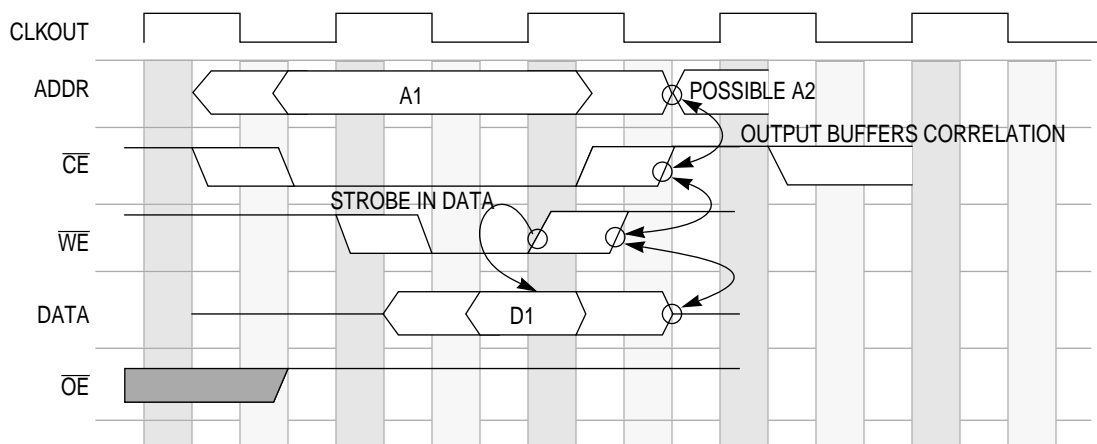 CLKOUT
ADDR
A1
POSSIBLE A2
OUTPUT BUFFERS CORRELATION
CE
STROBE IN DATA
WE
DATA
D1
OE